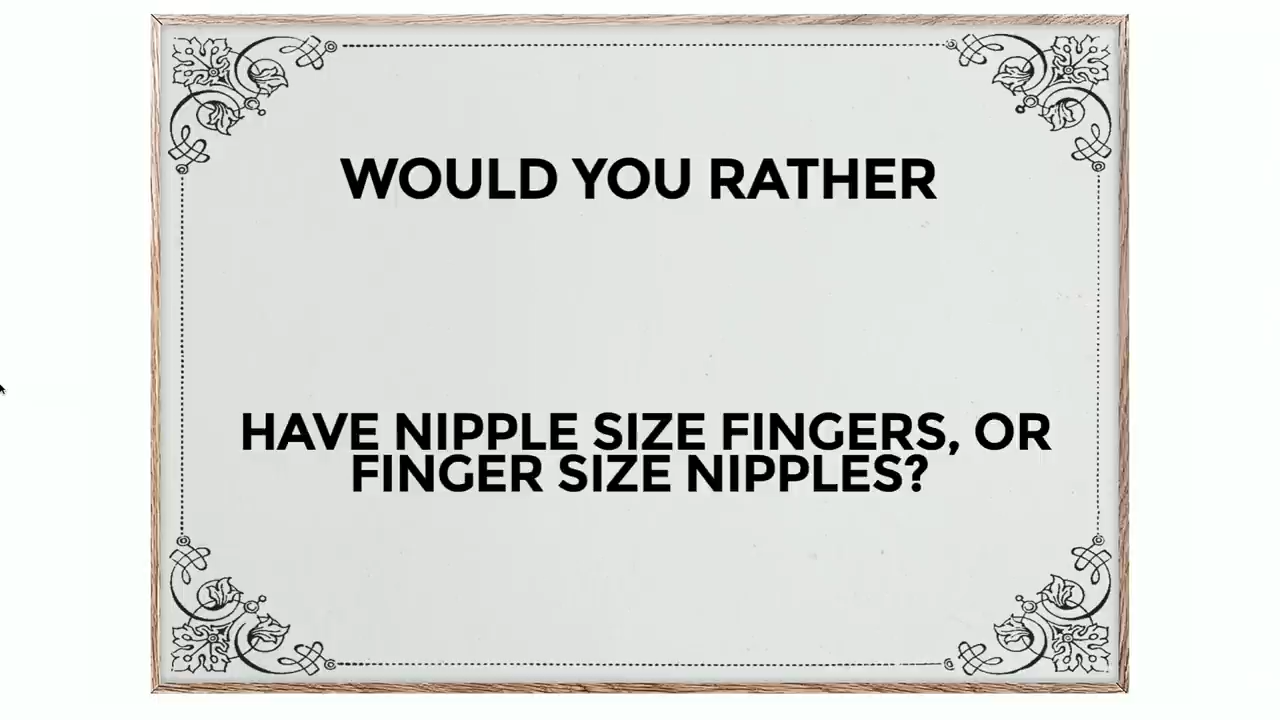 WOULD YOU RATHER
HAVE NIPPLE SIZE FINGERS, OR
FINGER SIZE NIPPLES?